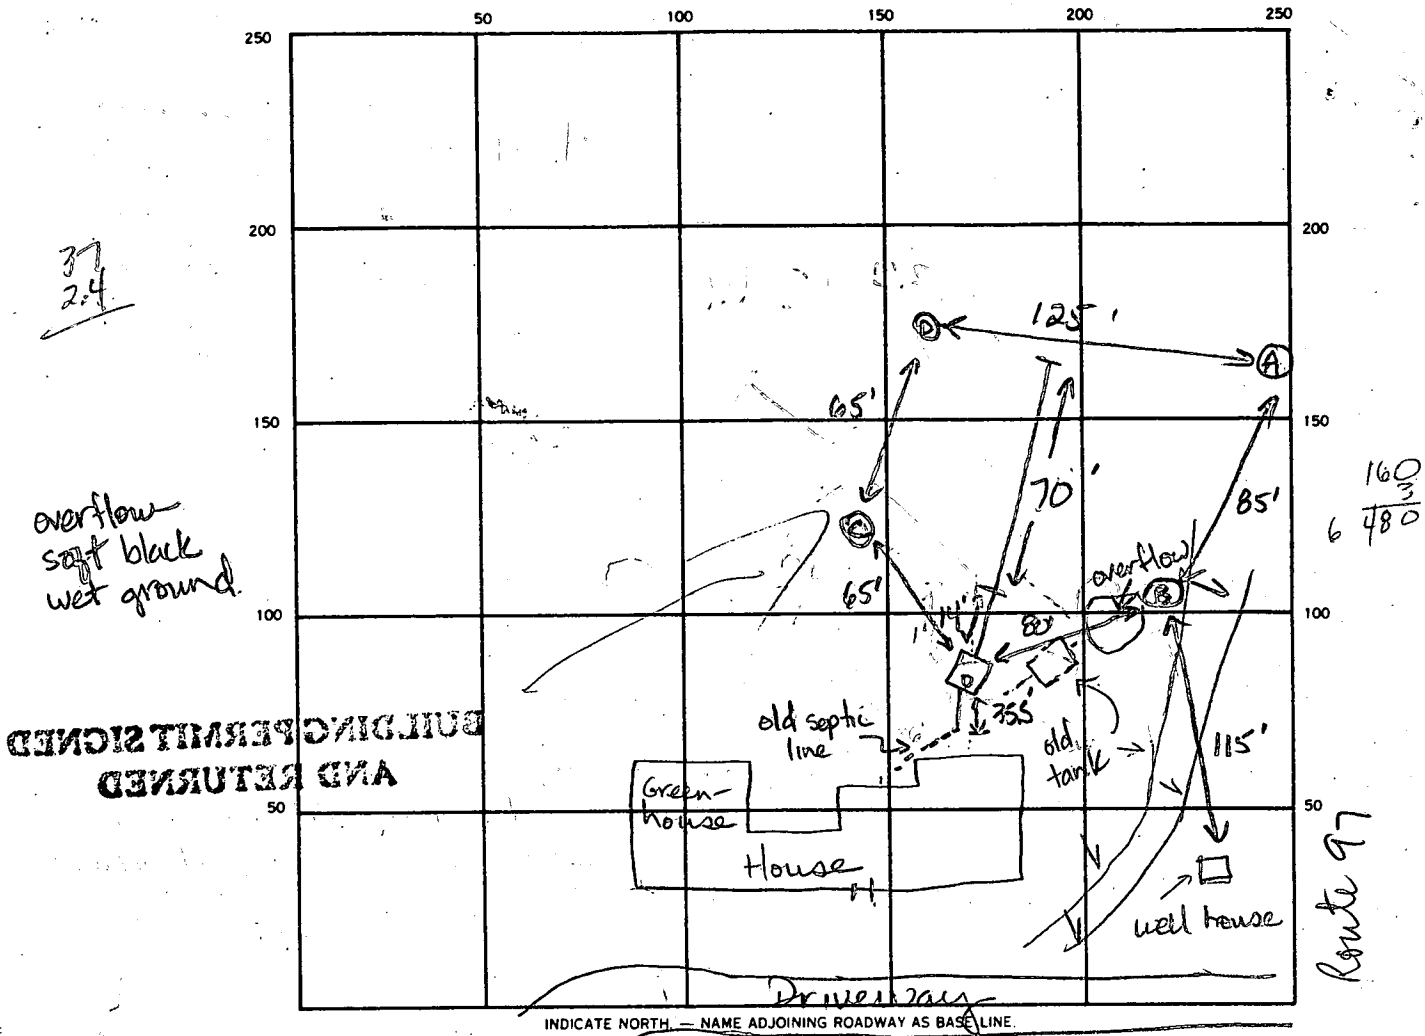 50 100 150 200 250
250
200 200
37
2.4
125'
D
A
65'
150 150
70'
85'
160
3
6 480
overflow
soft black
wet ground.
C
overflow
B
65'
100 100
14'
80'
D
old septic
line
35'
old
tank
115'
BUILDING PERMIT SIGNED
AND RETURNED
Green-
house
50 50
House
well house
Route 97
Driveway
INDICATE NORTH. — NAME ADJOINING ROADWAY AS BASE LINE.